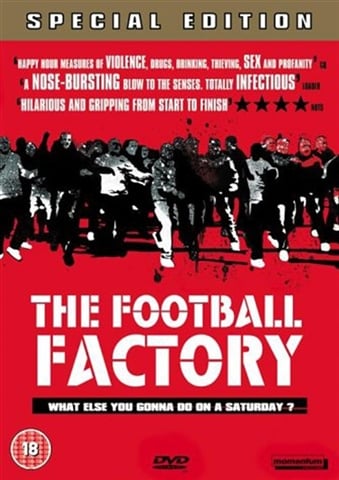 SPECIAL EDITION
"HAPPY HOUR MEASURES OF VIOLENCE, DRUGS, DRINKING, THIEVING, SEX AND PROFANITY"
"A NOSE-BURSTING BLOW TO THE SENSES. TOTALLY INFECTIOUS" LOADED
"HILARIOUS AND GRIPPING FROM START TO FINISH" ★★★★ NUTS
THE FOOTBALL
FACTORY
WHAT ELSE YOU GONNA DO ON A SATURDAY ?
18
DVD
momentum